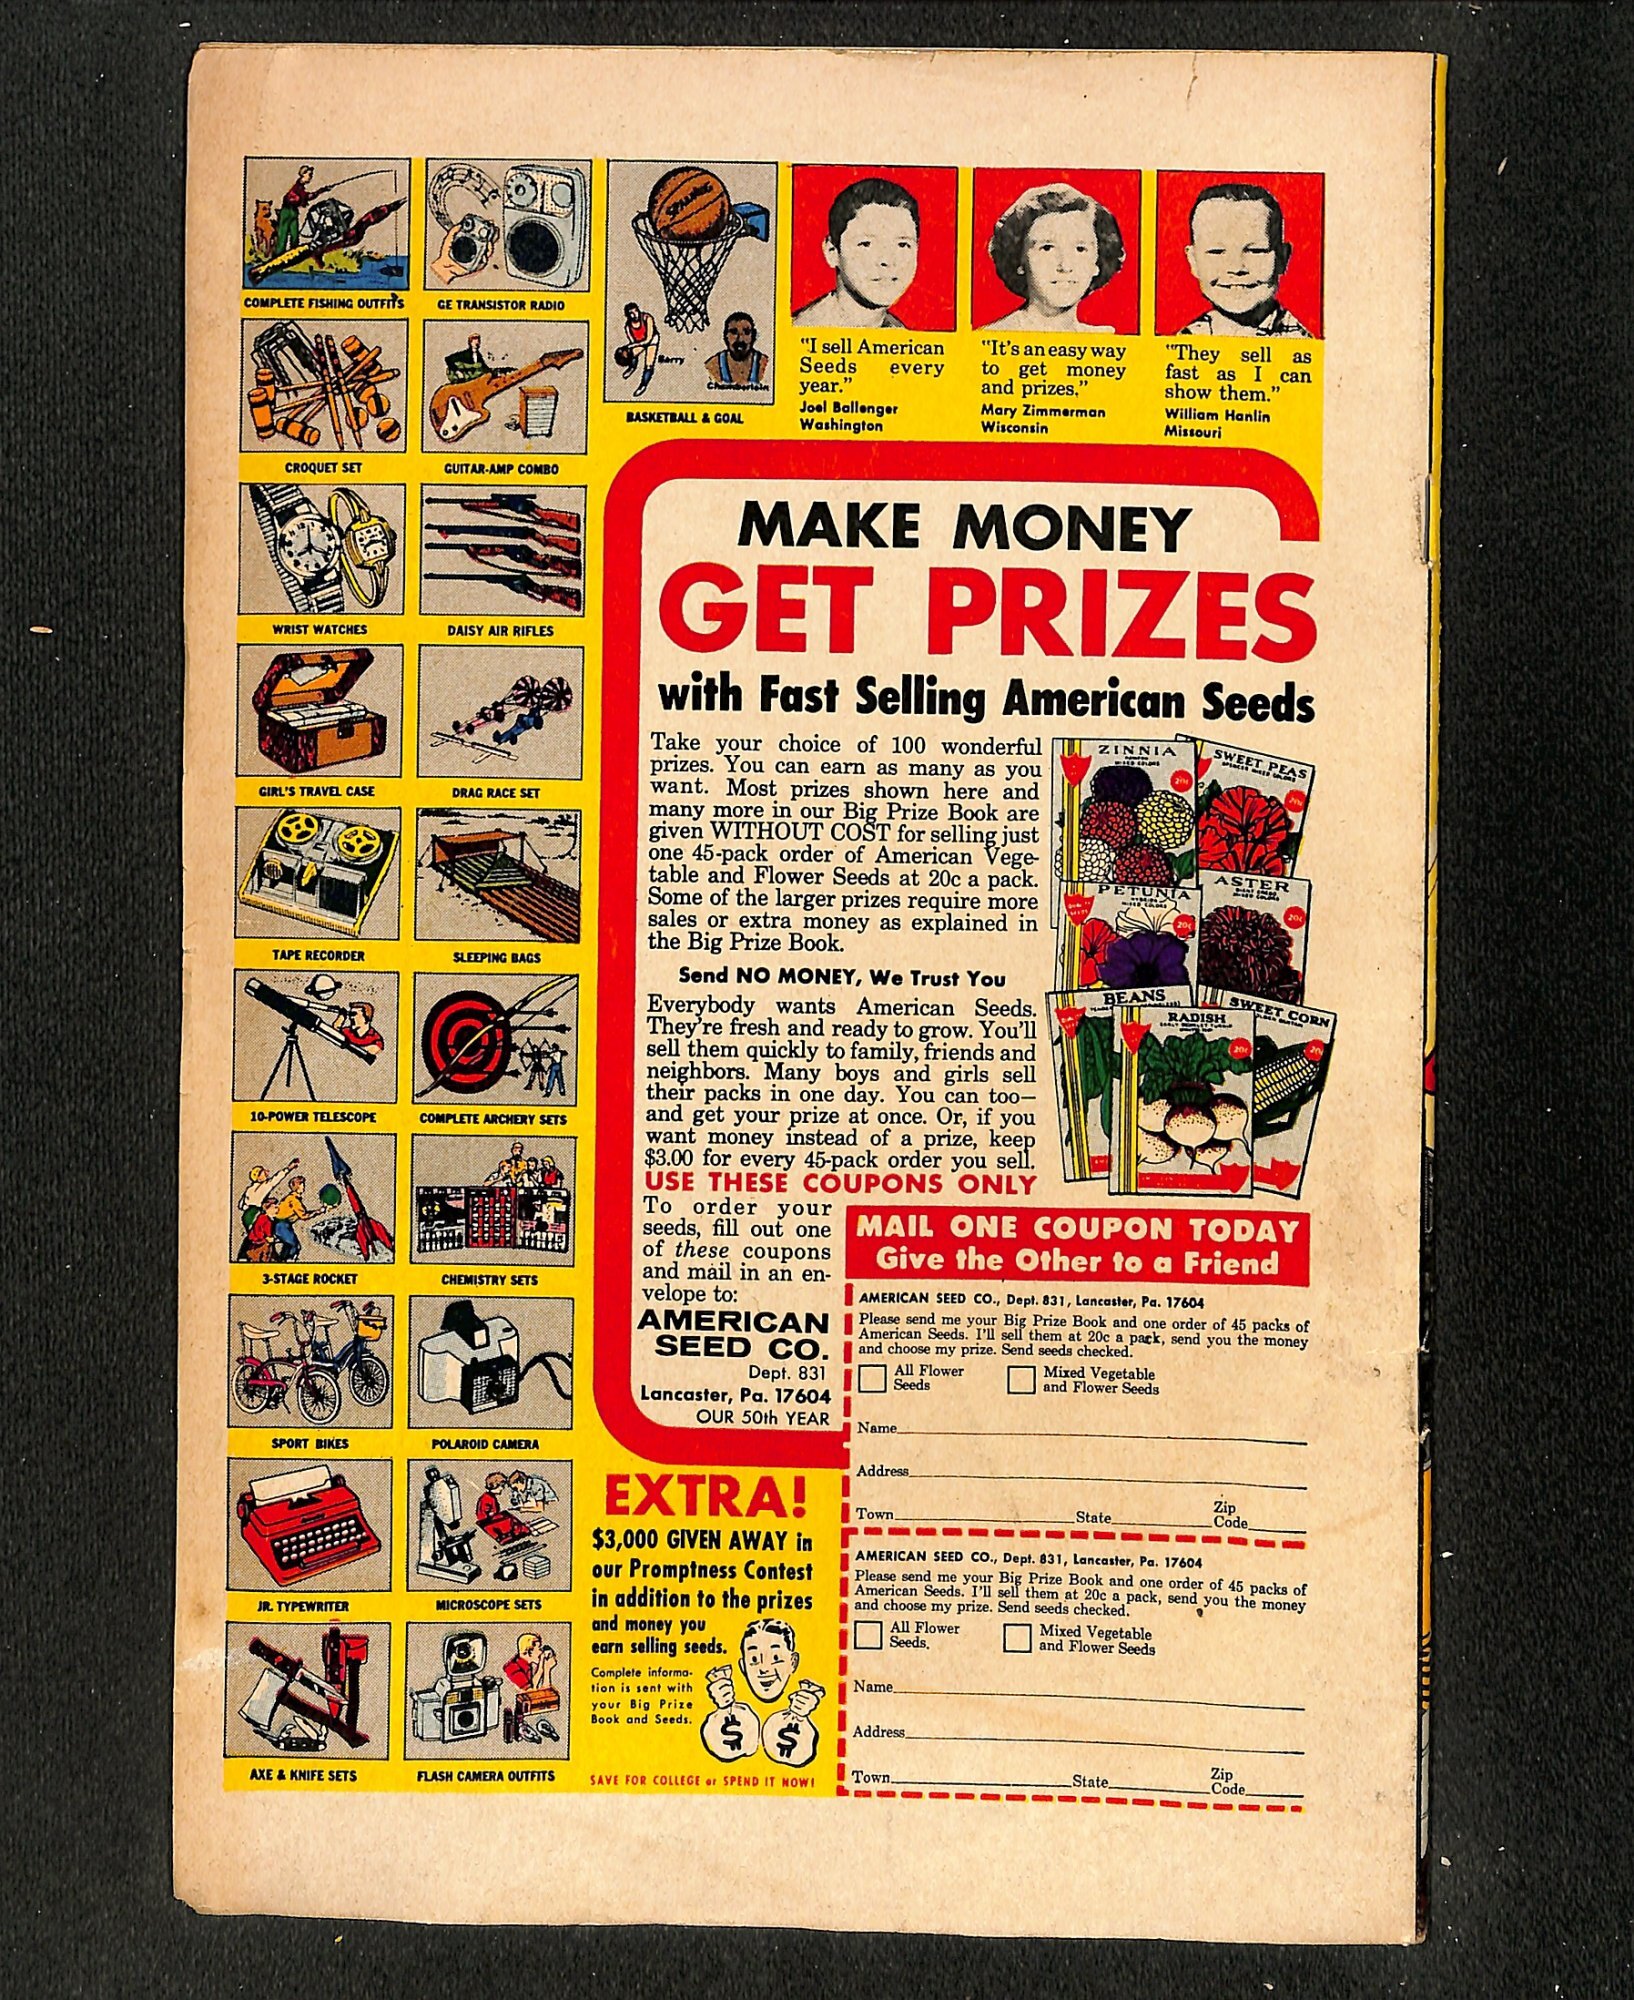 COMPLETE FISHING OUTFITS
GE TRANSISTOR RADIO
SPALDING
Barry
Chamberlain
BASKETBALL & GOAL
"I sell American
Seeds every
year."
Joel Ballenger
Washington
"It's an easy way
to get money
and prizes."
Mary Zimmerman
Wisconsin
"They sell as
fast as I can
show them."
William Hanlin
Missouri
CROQUET SET
GUITAR-AMP COMBO
WRIST WATCHES
DAISY AIR RIFLES
GIRL'S TRAVEL CASE
DRAG RACE SET
TAPE RECORDER
SLEEPING BAGS
10-POWER TELESCOPE
COMPLETE ARCHERY SETS
3-STAGE ROCKET
CHEMISTRY SETS
SPORT BIKES
POLAROID CAMERA
JR. TYPEWRITER
MICROSCOPE SETS
AXE & KNIFE SETS
FLASH CAMERA OUTFITS
MAKE MONEY
GET PRIZES
with Fast Selling American Seeds
Take your choice of 100 wonderful
prizes. You can earn as many as you
want. Most prizes shown here and
many more in our Big Prize Book are
given WITHOUT COST for selling just
one 45-pack order of American Vege-
table and Flower Seeds at 20c a pack.
Some of the larger prizes require more
sales or extra money as explained in
the Big Prize Book.
Send NO MONEY, We Trust You
Everybody wants American Seeds.
They're fresh and ready to grow. You'll
sell them quickly to family, friends and
neighbors. Many boys and girls sell
their packs in one day. You can too—
and get your prize at once. Or, if you
want money instead of a prize, keep
$3.00 for every 45-pack order you sell.
USE THESE COUPONS ONLY
To order your
seeds, fill out one
of these coupons
and mail in an en-
velope to:
AMERICAN
SEED CO.
Dept. 831
Lancaster, Pa. 17604
OUR 50th YEAR
ZINNIA
MIXED COLORS
20c
SWEET PEAS
20c
PETUNIA
MIXED COLORS
20c
ASTER
20c
BEANS
RADISH
20c
SWEET CORN
20c
MAIL ONE COUPON TODAY
Give the Other to a Friend
AMERICAN SEED CO., Dept. 831, Lancaster, Pa. 17604
Please send me your Big Prize Book and one order of 45 packs of
American Seeds. I'll sell them at 20c a pack, send you the money
and choose my prize. Send seeds checked.
All Flower
Seeds
Mixed Vegetable
and Flower Seeds
Name
Address
Town State Zip
Code
AMERICAN SEED CO., Dept. 831, Lancaster, Pa. 17604
Please send me your Big Prize Book and one order of 45 packs of
American Seeds. I'll sell them at 20c a pack, send you the money
and choose my prize. Send seeds checked.
All Flower
Seeds.
Mixed Vegetable
and Flower Seeds
Name
Address
Town State Zip
Code
EXTRA!
$3,000 GIVEN AWAY in
our Promptness Contest
in addition to the prizes
and money you
earn selling seeds.
Complete informa-
tion is sent with
your Big Prize
Book and Seeds.
$ $
SAVE FOR COLLEGE or SPEND IT NOW!